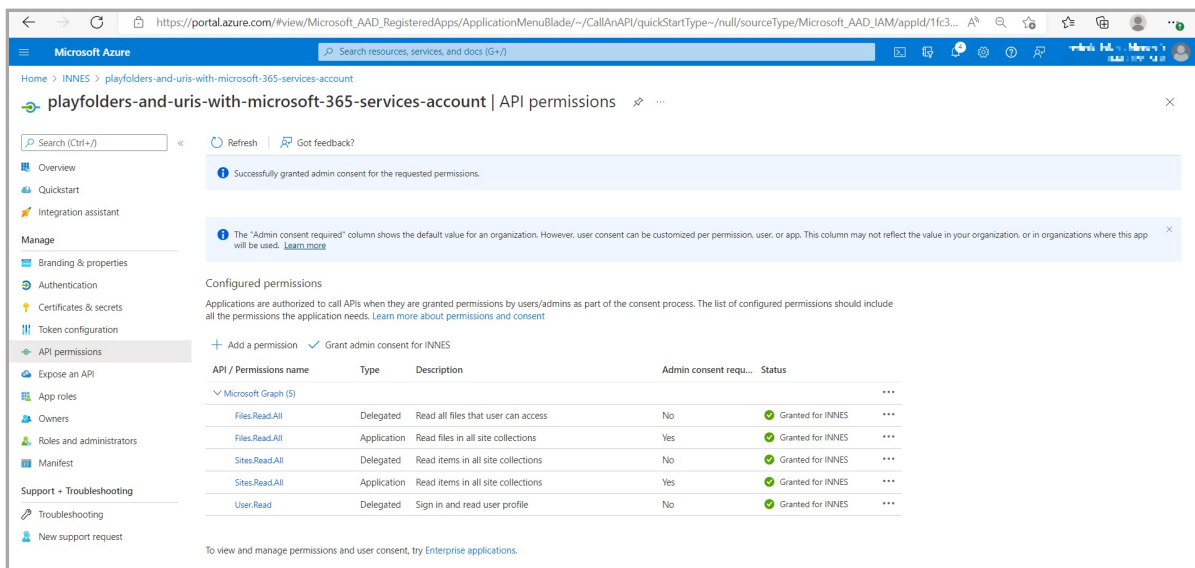 https://portal.azure.com/#view/Microsoft_AAD_RegisteredApps/ApplicationMenuBlade/~/CallAnAPI/quickStartType~/null/sourceType/Microsoft_AAD_IAM/appId/1fc3...
Microsoft Azure
Search resources, services, and docs (G+/)
4
Home > INNES > playfolders-and-uris-with-microsoft-365-services-account
playfolders-and-uris-with-microsoft-365-services-account | API permissions
Search (Ctrl+/)
Refresh
Got feedback?
Overview
Quickstart
Integration assistant
Manage
Branding & properties
Authentication
Certificates & secrets
Token configuration
API permissions
Expose an API
App roles
Owners
Roles and administrators
Manifest
Support + Troubleshooting
Troubleshooting
New support request
Successfully granted admin consent for the requested permissions.
The "Admin consent required" column shows the default value for an organization. However, user consent can be customized per permission, user, or app. This column may not reflect the value in your organization, or in organizations where this app
will be used. Learn more
Configured permissions
Applications are authorized to call APIs when they are granted permissions by users/admins as part of the consent process. The list of configured permissions should include
all the permissions the application needs. Learn more about permissions and consent
Add a permission Grant admin consent for INNES
API / Permissions name Type Description Admin consent requ... Status
Microsoft Graph (5)
Files.Read.All Delegated Read all files that user can access No Granted for INNES
Files.Read.All Application Read files in all site collections Yes Granted for INNES
Sites.Read.All Delegated Read items in all site collections No Granted for INNES
Sites.Read.All Application Read items in all site collections Yes Granted for INNES
User.Read Delegated Sign in and read user profile No Granted for INNES
To view and manage permissions and user consent, try Enterprise applications.